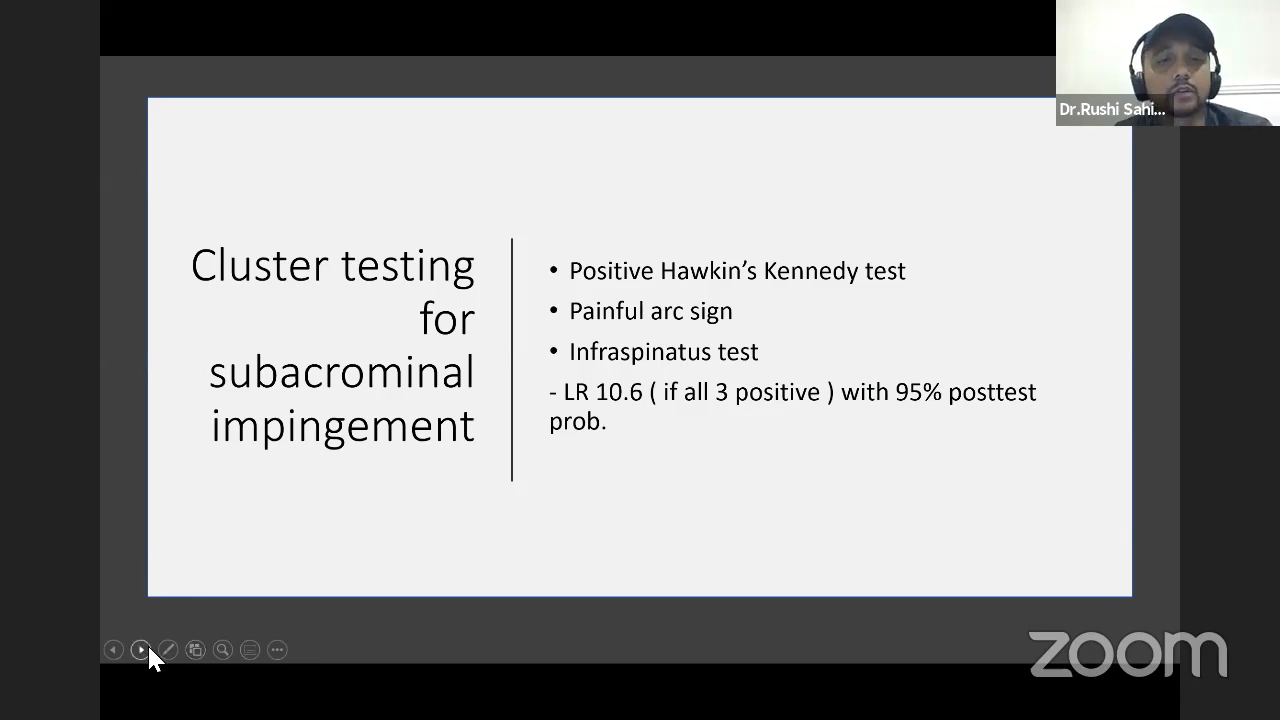 Dr.Rushi Sahi...
Cluster testing
for
subacrominal
impingement
• Positive Hawkin’s Kennedy test
• Painful arc sign
• Infraspinatus test
- LR 10.6 ( if all 3 positive ) with 95% posttest
prob.
zoom